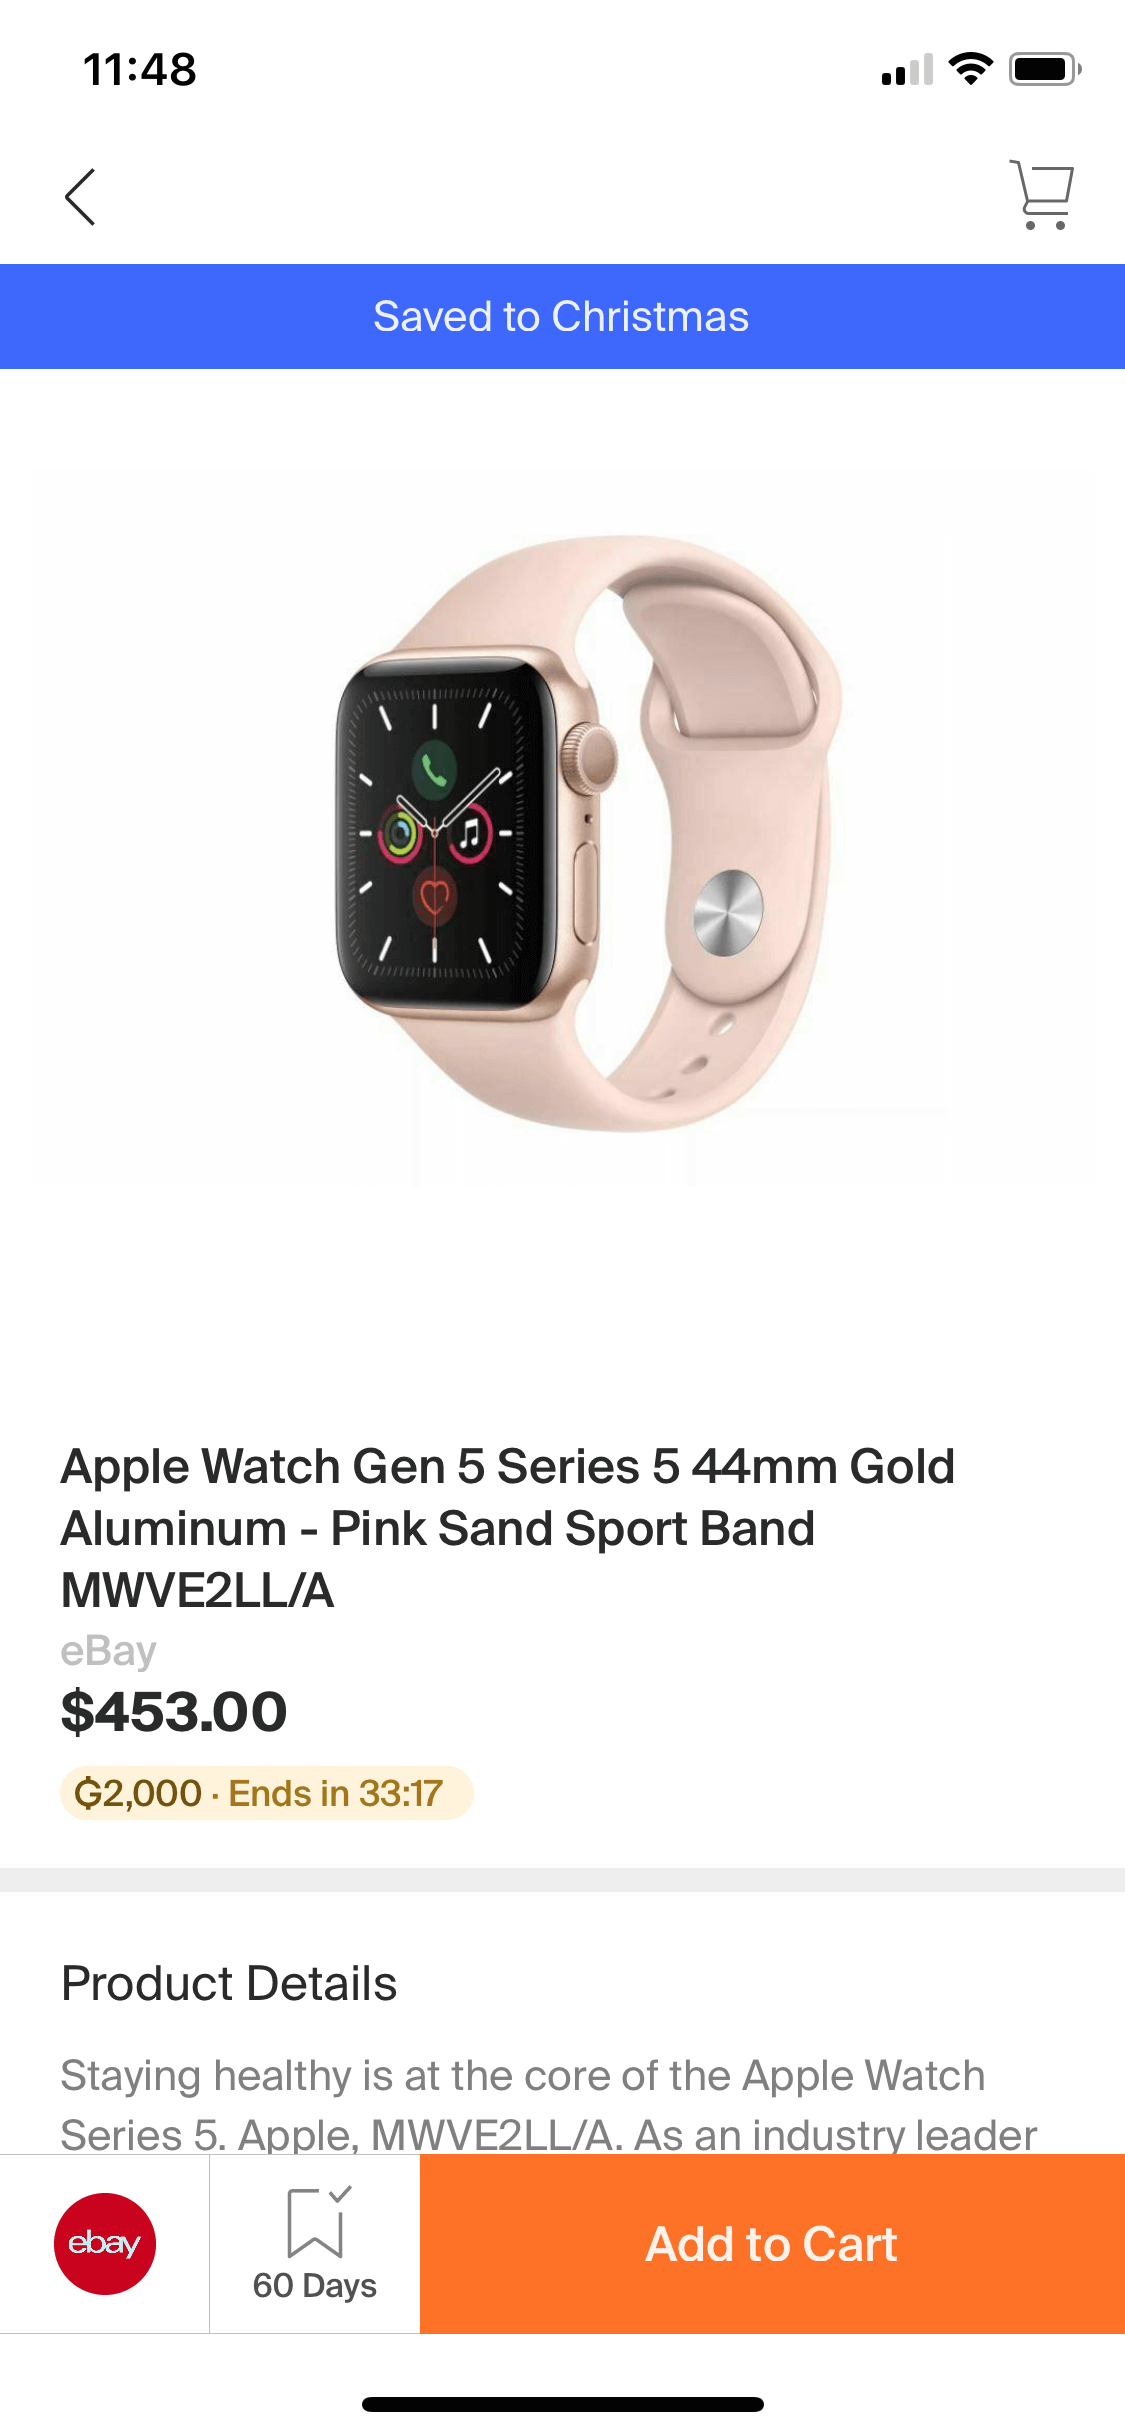 11:48
Saved to Christmas
Apple Watch Gen 5 Series 5 44mm Gold
Aluminum - Pink Sand Sport Band
MWVE2LL/A
eBay
$453.00
₲2,000 · Ends in 33:17
Product Details
Staying healthy is at the core of the Apple Watch
Series 5. Apple, MWVE2LL/A. As an industry leader
ebay
60 Days
Add to Cart